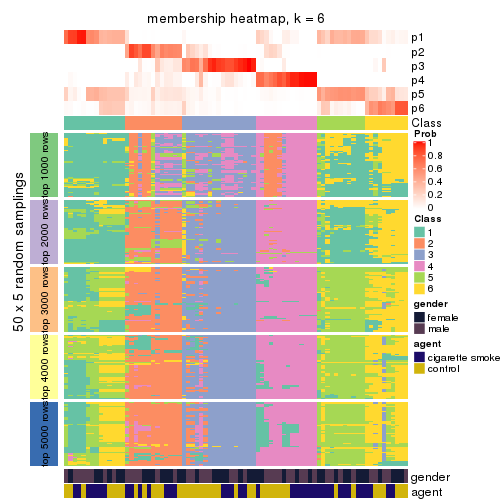 membership heatmap, k = 6
p1
p2
p3
p4
p5
p6
Class
50 x 5 random samplings
top 1000 rows
top 2000 rows
top 3000 rows
top 4000 rows
top 5000 rows
gender
agent
Prob
1
0.8
0.6
0.4
0.2
0
Class
1
2
3
4
5
6
gender
female
male
agent
cigarette smoke
control